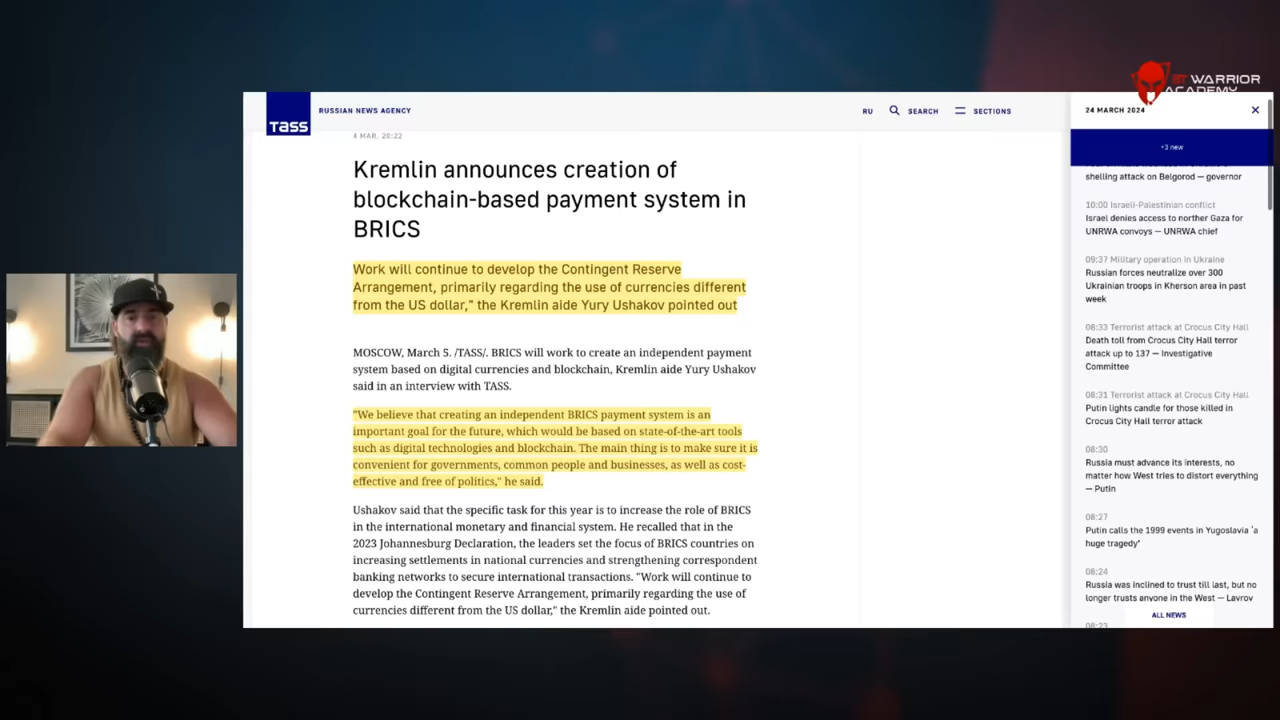 WARRIOR
ACADEMY
TASS
RUSSIAN NEWS AGENCY
RU
SEARCH
SECTIONS
4 MAR, 20:22
Kremlin announces creation of
blockchain-based payment system in
BRICS
Work will continue to develop the Contingent Reserve
Arrangement, primarily regarding the use of currencies different
from the US dollar," the Kremlin aide Yury Ushakov pointed out
MOSCOW, March 5. /TASS/. BRICS will work to create an independent payment
system based on digital currencies and blockchain, Kremlin aide Yury Ushakov
said in an interview with TASS.
"We believe that creating an independent BRICS payment system is an
important goal for the future, which would be based on state-of-the-art tools
such as digital technologies and blockchain. The main thing is to make sure it is
convenient for governments, common people and businesses, as well as cost-
effective and free of politics," he said.
Ushakov said that the specific task for this year is to increase the role of BRICS
in the international monetary and financial system. He recalled that in the
2023 Johannesburg Declaration, the leaders set the focus of BRICS countries on
increasing settlements in national currencies and strengthening correspondent
banking networks to secure international transactions. "Work will continue to
develop the Contingent Reserve Arrangement, primarily regarding the use of
currencies different from the US dollar," the Kremlin aide pointed out.
24 MARCH 2024
+3 new
shelling attack on Belgorod — governor
10:00 Israeli-Palestinian conflict
Israel denies access to norther Gaza for
UNRWA convoys — UNRWA chief
09:37 Military operation in Ukraine
Russian forces neutralize over 300
Ukrainian troops in Kherson area in past
week
08:33 Terrorist attack at Crocus City Hall
Death toll from Crocus City Hall terror
attack up to 137 — Investigative
Committee
08:31 Terrorist attack at Crocus City Hall
Putin lights candle for those killed in
Crocus City Hall terror attack
08:30
Russia must advance its interests, no
matter how West tries to distort everything
— Putin
08:27
Putin calls the 1999 events in Yugoslavia 'a
huge tragedy'
08:24
Russia was inclined to trust till last, but no
longer trusts anyone in the West — Lavrov
08:23
ALL NEWS